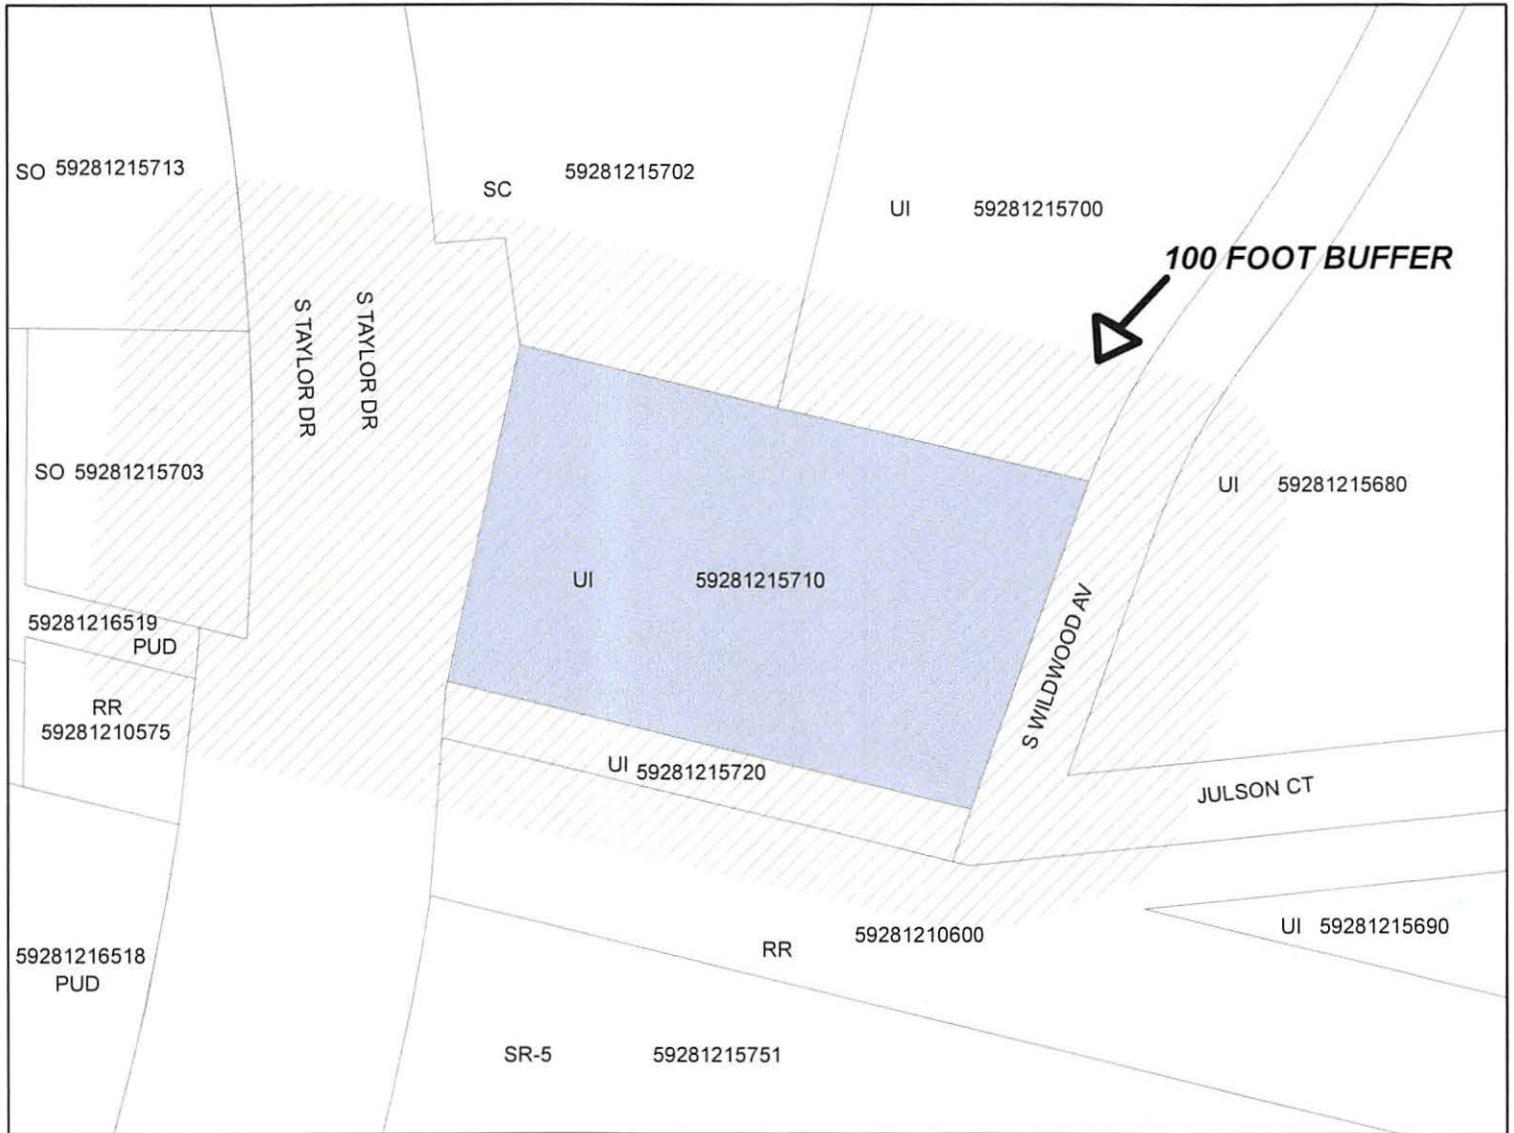 SO 59281215713
SC 59281215702
UI 59281215700
100 FOOT BUFFER
S TAYLOR DR
S TAYLOR DR
SO 59281215703
UI 59281215680
UI 59281215710
59281216519
PUD
S WILDWOOD AV
RR
59281210575
UI 59281215720
JULSON CT
59281216518
PUD
RR 59281210600
UI 59281215690
SR-5 59281215751